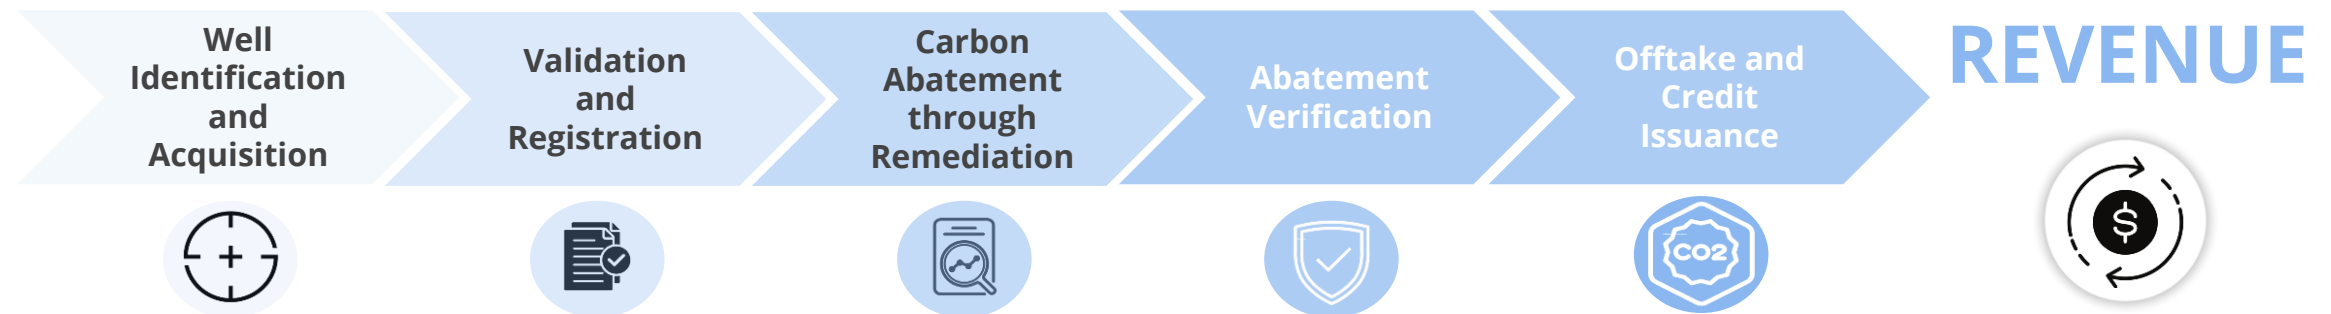 Well
Identification
and
Acquisition
Validation
and
Registration
Carbon
Abatement
through
Remediation
Abatement
Verification
Offtake and
Credit
Issuance
REVENUE
CO2
$